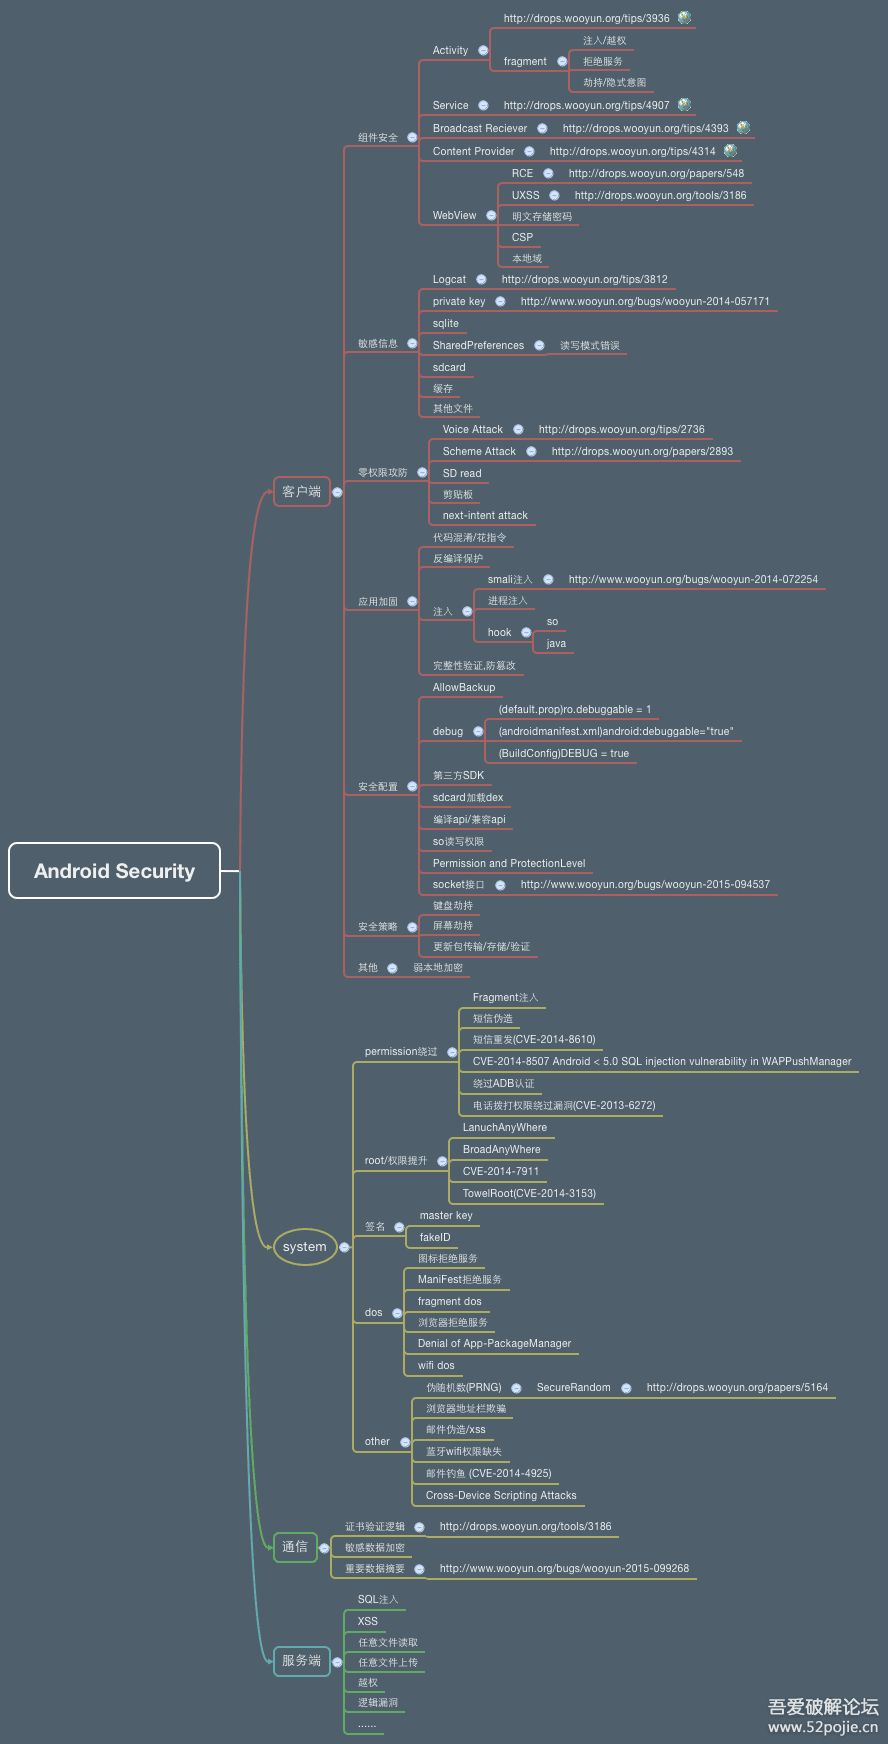 http://drops.wooyun.org/tips/3936
Activity
注入/越权
fragment
拒绝服务
劫持/隐式意图
Service
http://drops.wooyun.org/tips/4907
Broadcast Reciever
http://drops.wooyun.org/tips/4393
组件安全
Content Provider
http://drops.wooyun.org/tips/4314
RCE
http://drops.wooyun.org/papers/548
UXSS
http://drops.wooyun.org/tools/3186
WebView
明文存储密码
CSP
本地域
Logcat
http://drops.wooyun.org/tips/3812
private key
http://www.wooyun.org/bugs/wooyun-2014-057171
sqlite
敏感信息
SharedPreferences
读写模式错误
sdcard
缓存
其他文件
Voice Attack
http://drops.wooyun.org/tips/2736
Scheme Attack
http://drops.wooyun.org/papers/2893
零权限攻防
SD read
剪贴板
next-intent attack
客户端
代码混淆/花指令
反编译保护
smali注入
http://www.wooyun.org/bugs/wooyun-2014-072254
应用加固
注入
进程注入
hook
so
java
完整性验证,防篡改
AllowBackup
(default.prop)ro.debuggable = 1
debug
(androidmanifest.xml)android:debuggable="true"
(BuildConfig)DEBUG = true
第三方SDK
安全配置
sdcard加载dex
编译api/兼容api
so读写权限
Permission and ProtectionLevel
socket接口
http://www.wooyun.org/bugs/wooyun-2015-094537
键盘劫持
安全策略
屏幕劫持
更新包传输/存储/验证
其他
弱本地加密
Android Security
Fragment注入
短信伪造
permission绕过
短信重发(CVE-2014-8610)
CVE-2014-8507 Android < 5.0 SQL injection vulnerability in WAPPushManager
绕过ADB认证
电话拨打权限绕过漏洞(CVE-2013-6272)
LanuchAnyWhere
root/权限提升
BroadAnyWhere
CVE-2014-7911
TowelRoot(CVE-2014-3153)
签名
master key
fakeID
system
图标拒绝服务
ManiFest拒绝服务
dos
fragment dos
浏览器拒绝服务
Denial of App-PackageManager
wifi dos
伪随机数(PRNG)
SecureRandom
http://drops.wooyun.org/papers/5164
浏览器地址栏欺骗
other
邮件伪造/xss
蓝牙wifi权限缺失
邮件钓鱼 (CVE-2014-4925)
Cross-Device Scripting Attacks
证书验证逻辑
http://drops.wooyun.org/tools/3186
通信
敏感数据加密
重要数据摘要
http://www.wooyun.org/bugs/wooyun-2015-099268
SQL注入
XSS
任意文件读取
服务端
任意文件上传
越权
逻辑漏洞
......
吾爱破解论坛
www.52pojie.cn